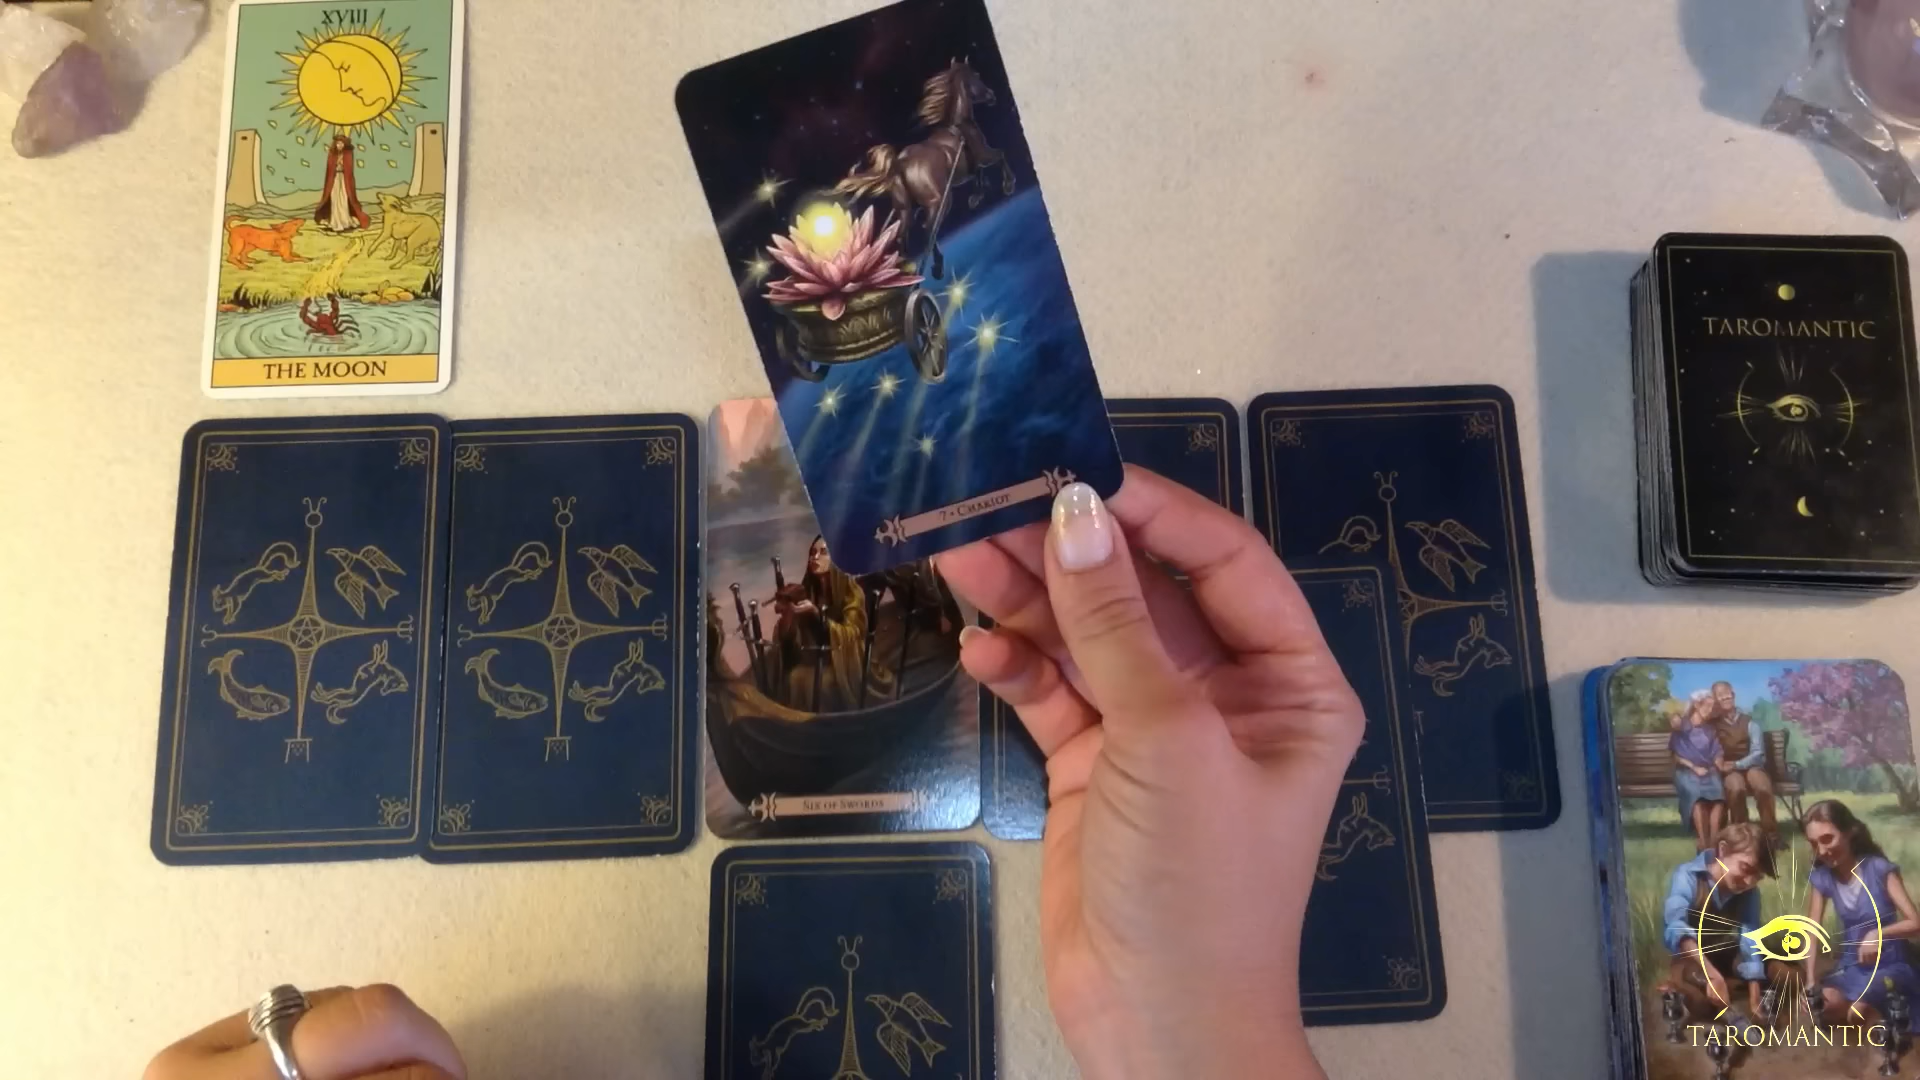 XVIII
THE MOON
7 • CHARIOT
TAROMANTIC
SIX OF SWORDS
TAROMANTIC